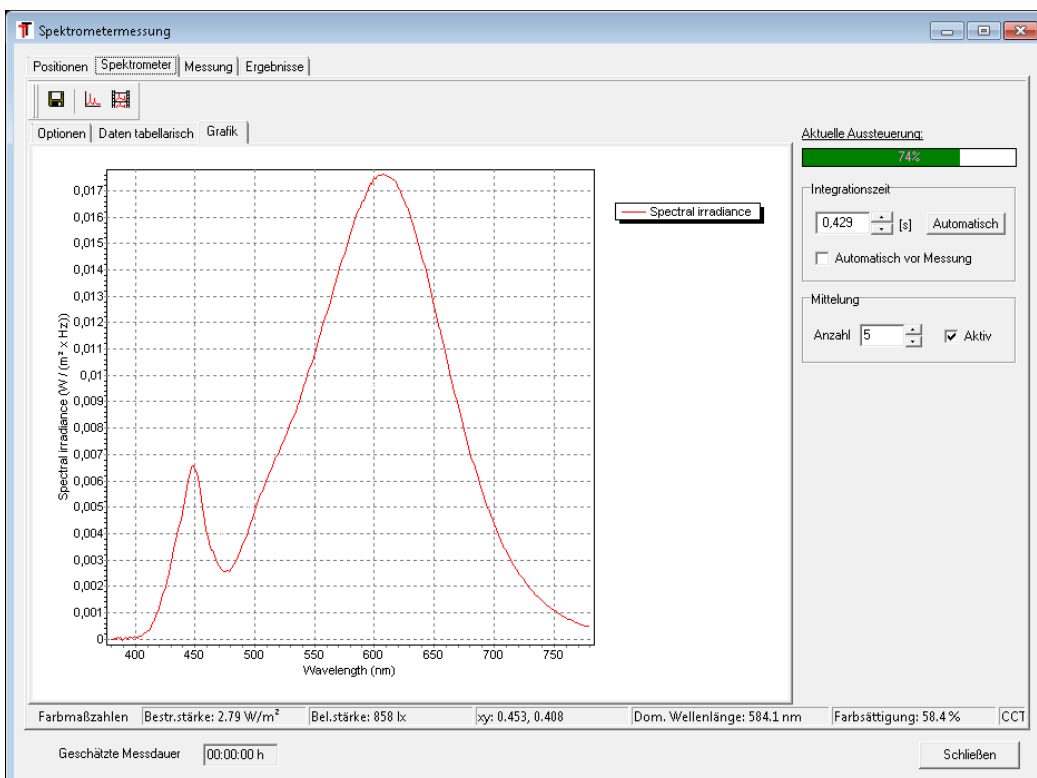 Spektrometermessung
Positionen Spektrometer Messung Ergebnisse
Optionen Daten tabellarisch Grafik
Spectral irradiance (W / (m² x Hz))
0,017
0,016
0,015
0,014
0,013
0,012
0,011
0,01
0,009
0,008
0,007
0,006
0,005
0,004
0,003
0,002
0,001
0
400 450 500 550 600 650 700 750
Wavelength (nm)
Spectral irradiance
Aktuelle Aussteuerung:
74%
Integrationszeit
0,429 [s] Automatisch
Automatisch vor Messung
Mittelung
Anzahl 5 Aktiv
Farbmaßzahlen Bestr.stärke: 2.79 W/m² Bel.stärke: 858 lx xy: 0.453, 0.408 Dom. Wellenlänge: 584.1 nm Farbsättigung: 58.4 % CCT
Geschätzte Messdauer 00:00:00 h Schließen